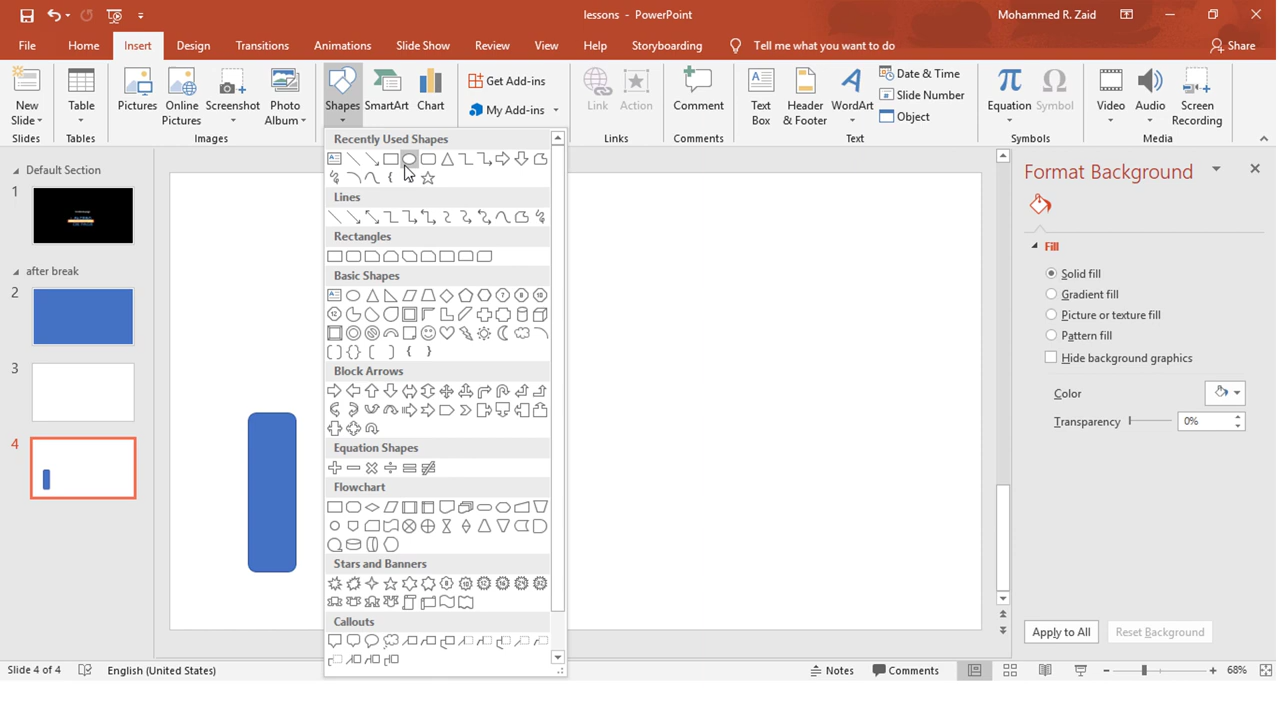 lessons - PowerPoint
Mohammed R. Zaid
File Home Insert Design Transitions Animations Slide Show Review View Help Storyboarding Tell me what you want to do Share
New Slide
Table
Pictures
Online Pictures
Screenshot
Photo Album
Shapes
SmartArt
Chart
Get Add-ins
My Add-ins
Link
Action
Comment
Text Box
Header & Footer
WordArt
Date & Time
Slide Number
Object
Equation
Symbol
Video
Audio
Screen Recording
Slides
Tables
Images
Links
Text
Symbols
Media
Default Section
1
after break
2
3
4
Recently Used Shapes
Lines
Rectangles
Basic Shapes
Block Arrows
Equation Shapes
Flowchart
Stars and Banners
Callouts
Format Background
Fill
Solid fill
Gradient fill
Picture or texture fill
Pattern fill
Hide background graphics
Color
Transparency 0%
Apply to All Reset Background
Slide 4 of 4 English (United States) Notes Comments 68%